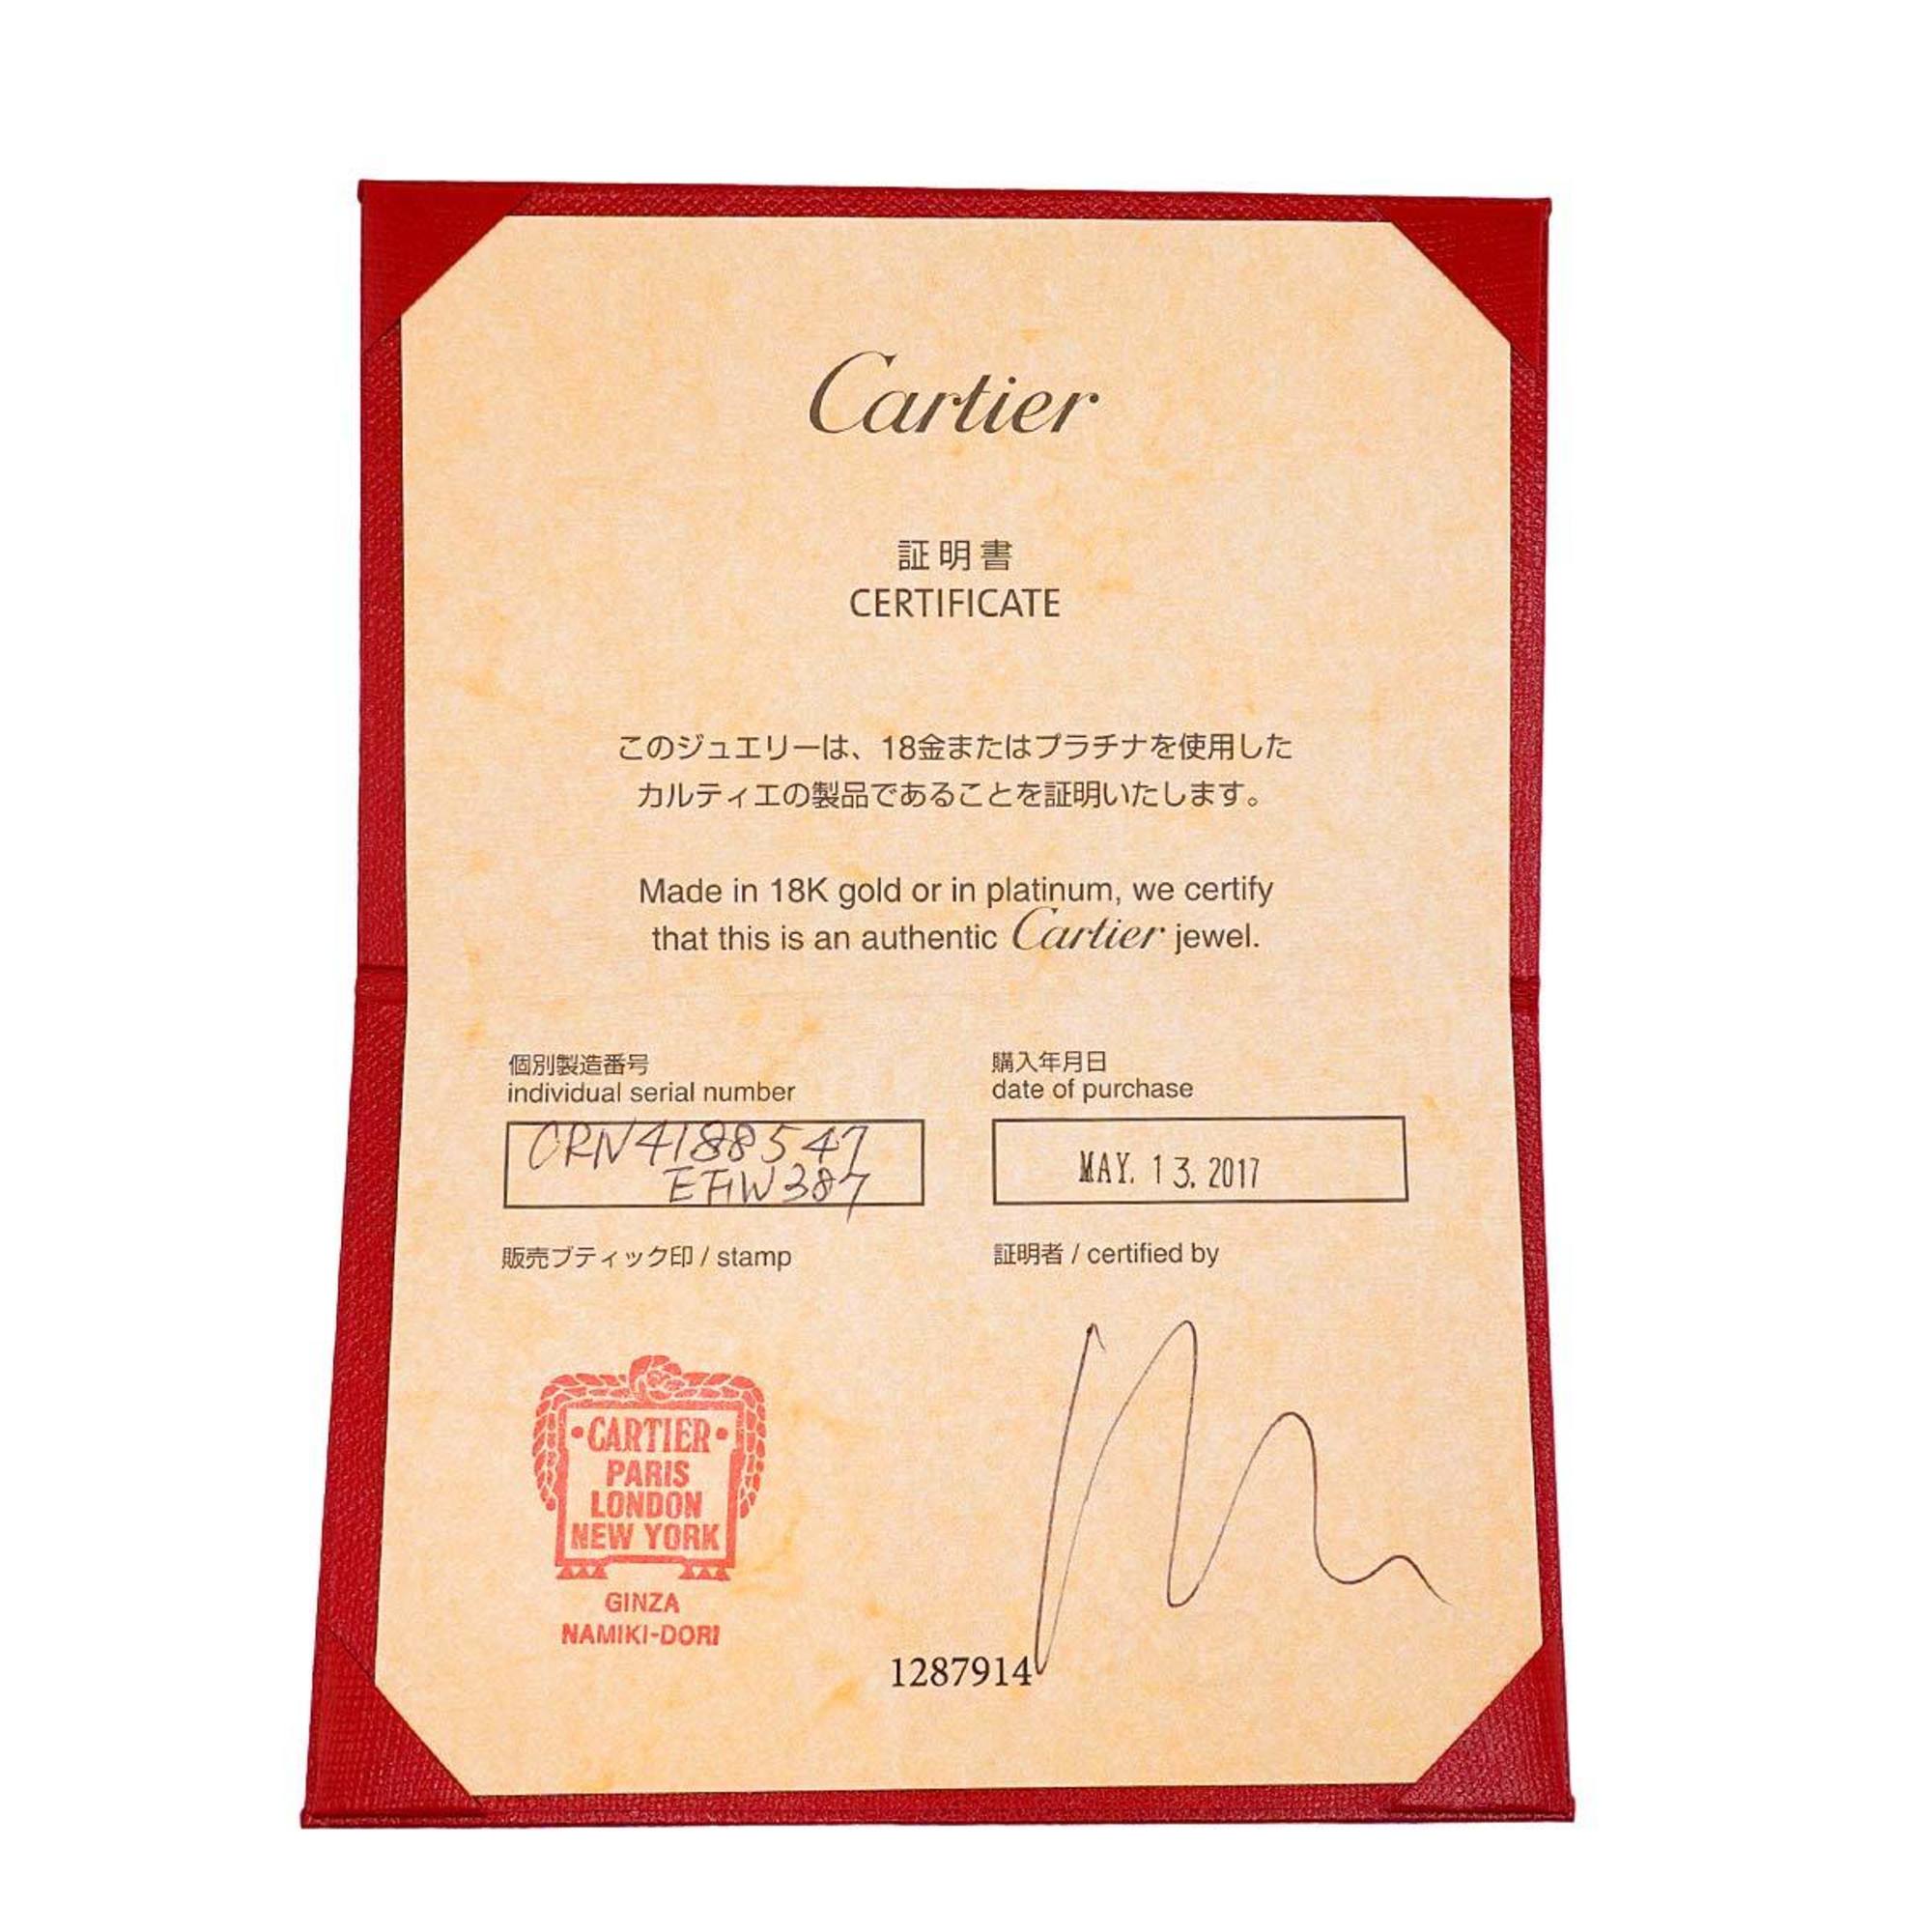 Cartier
証明書
CERTIFICATE
このジュエリーは、18金またはプラチナを使用した
カルティエの製品であることを証明いたします。
Made in 18K gold or in platinum, we certify
that this is an authentic Cartier jewel.
個別製造番号
individual serial number
CRN4188547
購入年月日
date of purchase
MAY. 13. 2017
販売ブティック印 / stamp
証明者 / certified by
•CARTIER•
PARIS
LONDON
NEW YORK
GINZA
NAMIKI-DORI
1287914